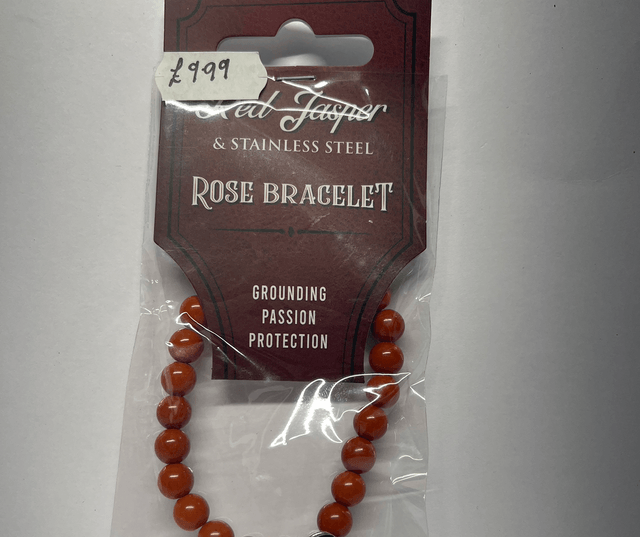 £9.99
Red Jasper
& STAINLESS STEEL
ROSE BRACELET
GROUNDING
PASSION
PROTECTION